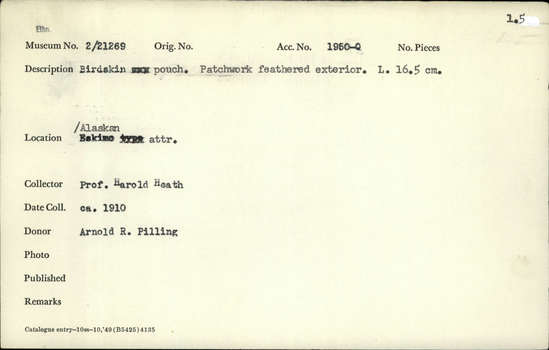 1.5
Museum No. 2/21269 Orig. No. Acc. No. 1950-Q No. Pieces
Description Birdskin pouch. Patchwork feathered exterior. L. 16.5 cm.
/Alaskan
Location Eskimo type attr.
Collector Prof. Harold Heath
Date Coll. ca. 1910
Donor Arnold R. Pilling
Photo
Published
Remarks
Catalogue entry—10m—10,'49 (B5425) 4135